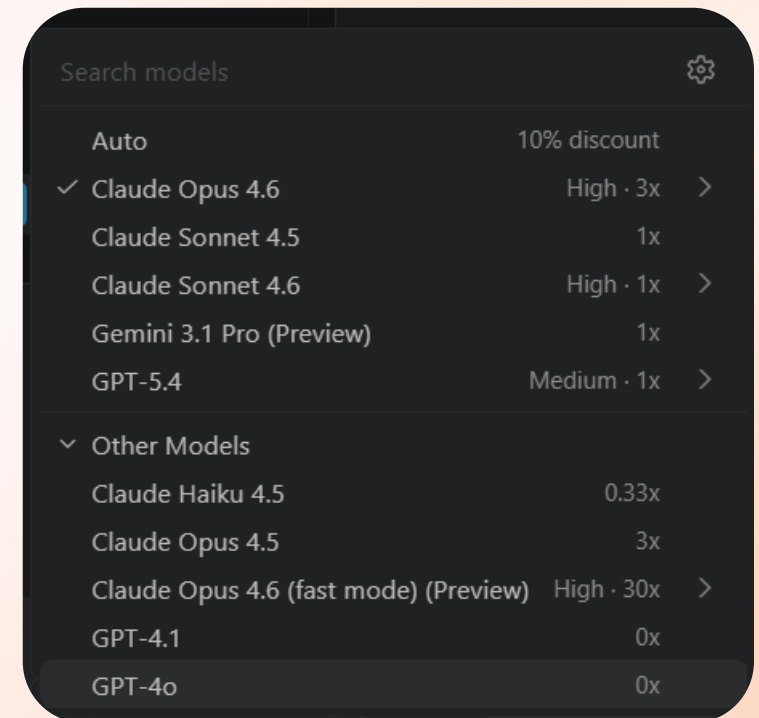 Search models
Auto 10% discount
Claude Opus 4.6 High · 3x
Claude Sonnet 4.5 1x
Claude Sonnet 4.6 High · 1x
Gemini 3.1 Pro (Preview) 1x
GPT-5.4 Medium · 1x
Other Models
Claude Haiku 4.5 0.33x
Claude Opus 4.5 3x
Claude Opus 4.6 (fast mode) (Preview) High · 30x
GPT-4.1 0x
GPT-4o 0x